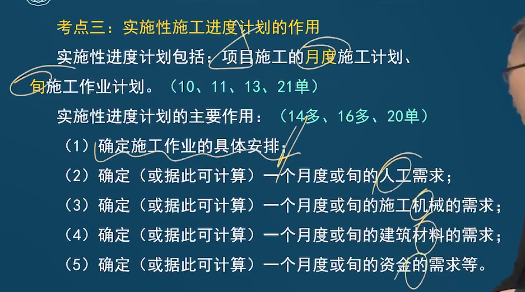 考点三：实施性施工进度计划的作用
实施性进度计划包括：项目施工的月度施工计划、
旬施工作业计划。（10、11、13、21单）
实施性进度计划的主要作用：（14多、16多、20单）
（1）确定施工作业的具体安排；
（2）确定（或据此可计算）一个月度或旬的人工需求；
（3）确定（或据此可计算）一个月度或旬的施工机械的需求；
（4）确定（或据此可计算）一个月度或旬的建筑材料的需求；
（5）确定（或据此可计算）一个月度或旬的资金的需求等。